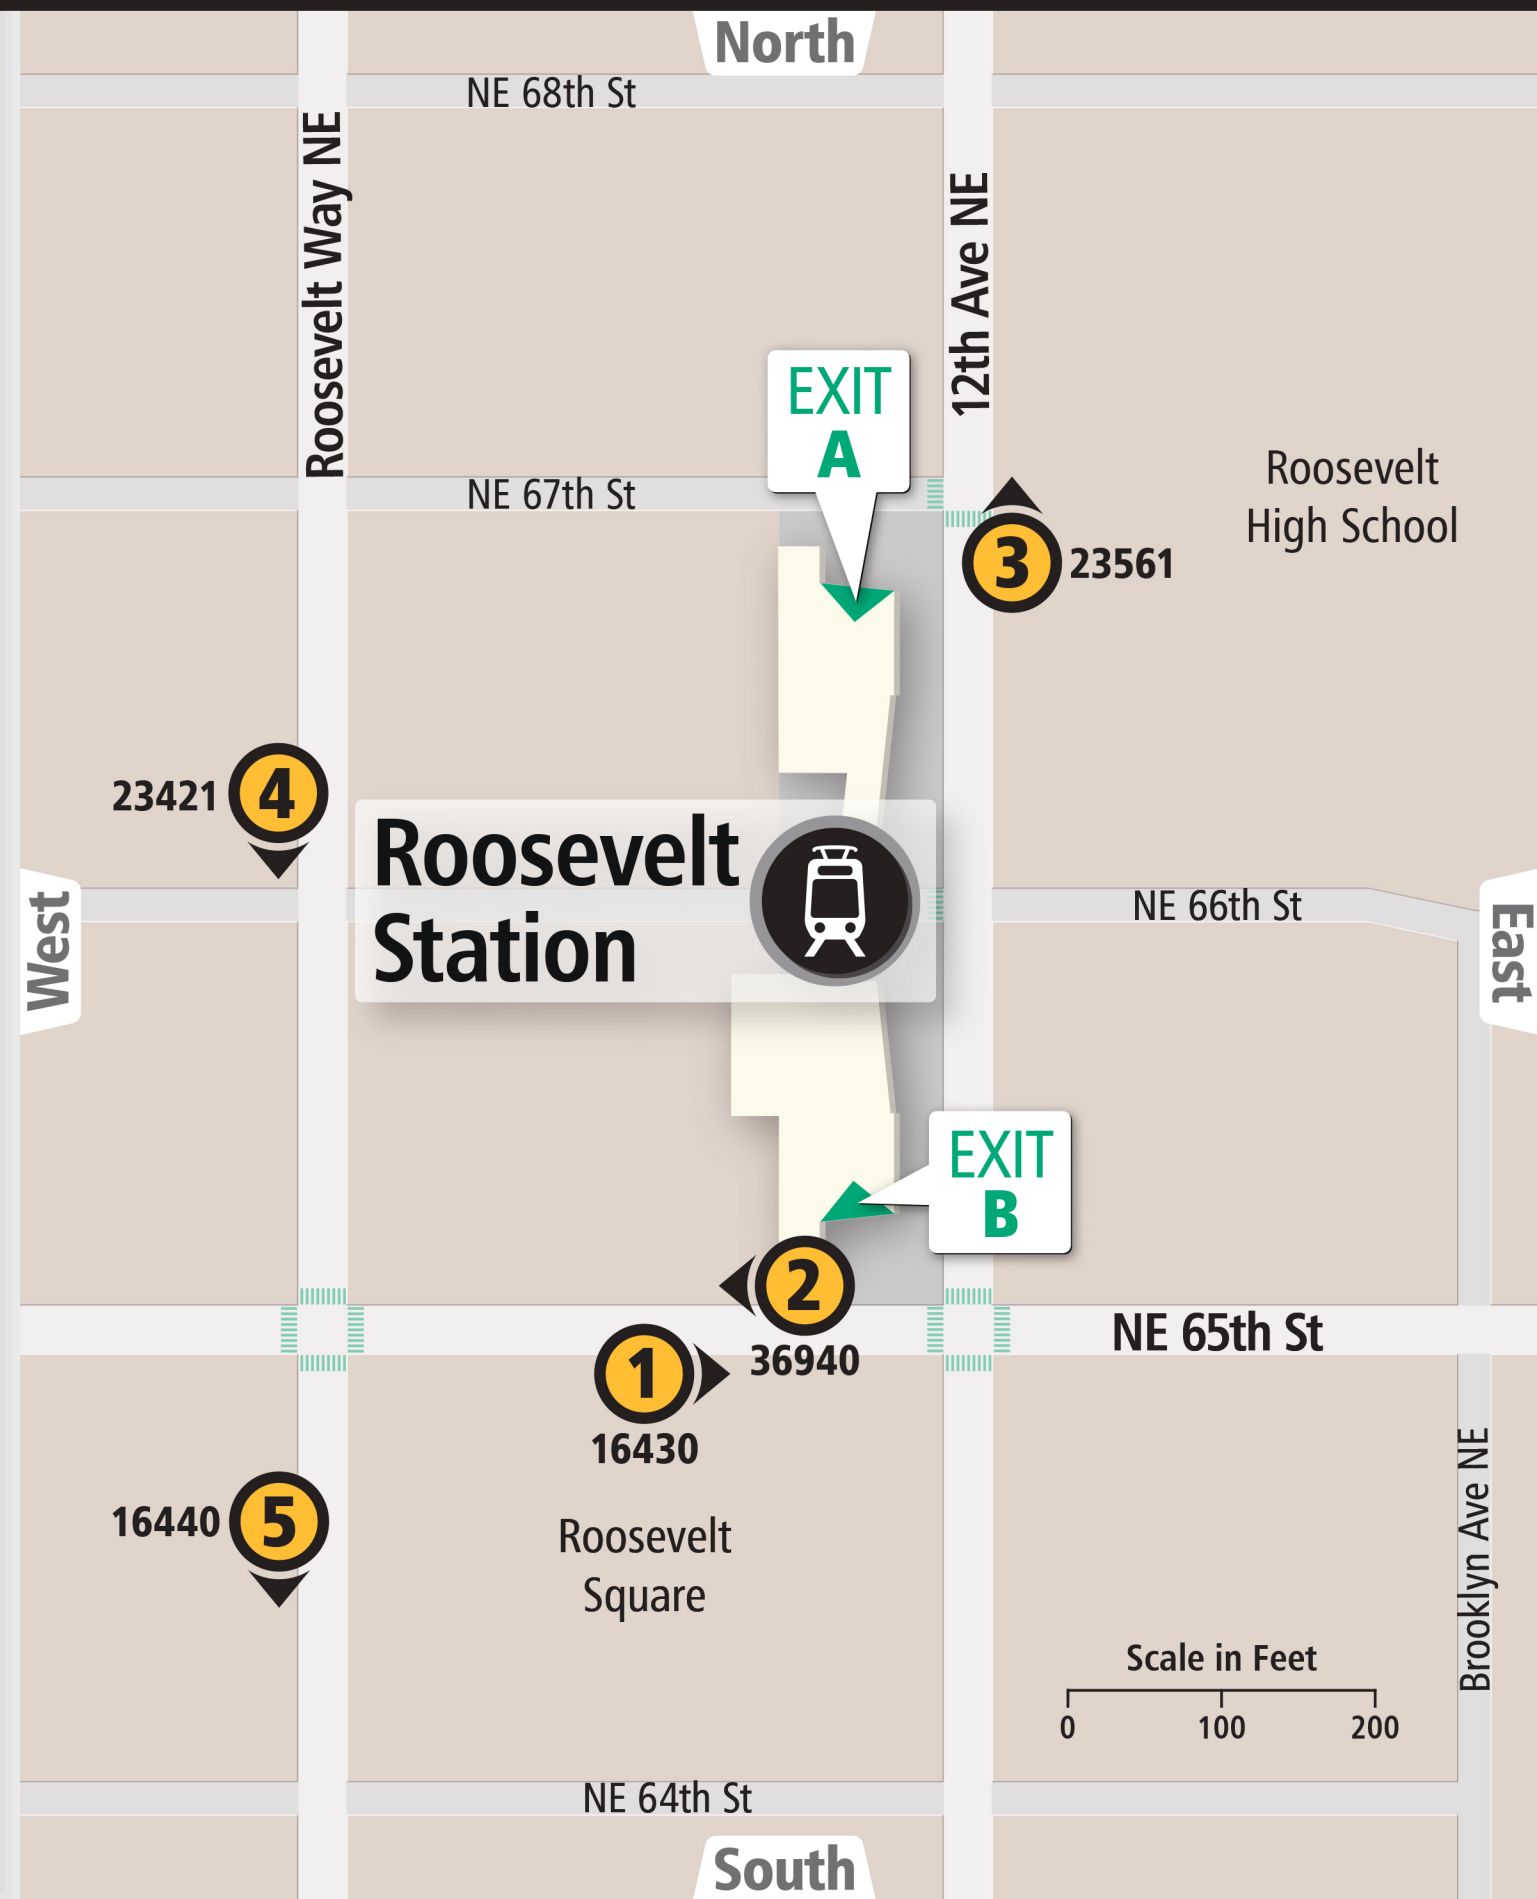 North
NE 68th St
Roosevelt Way NE
12th Ave NE
EXIT
A
NE 67th St
Roosevelt
High School
3
23561
23421
4
Roosevelt
Station
West
NE 66th St
East
EXIT
B
2
36940
NE 65th St
1
16430
16440
5
Roosevelt
Square
Brooklyn Ave NE
Scale in Feet
0 100 200
NE 64th St
South